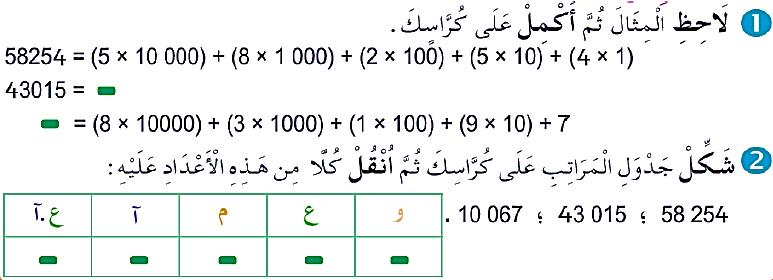 1 لَاحِظِ الْمِثَالَ ثُمَّ أَكْمِلْ عَلَى كُرَّاسِكَ.
58254 = (5 × 10 000) + (8 × 1 000) + (2 × 100) + (5 × 10) + (4 × 1)
43015 =
= (8 × 10000) + (3 × 1000) + (1 × 100) + (9 × 10) + 7
2 شَكِّلْ جَدْوَلِ الْمَرَاتِبِ عَلَى كُرَّاسِكَ ثُمَّ اُنْقُلْ كُلًّا مِن هَذِهِ الْأَعْدَادِ عَلَيْهِ:
58 254 ؛ 43 015 ؛ 10 067 .
و ع م آ ع.آ